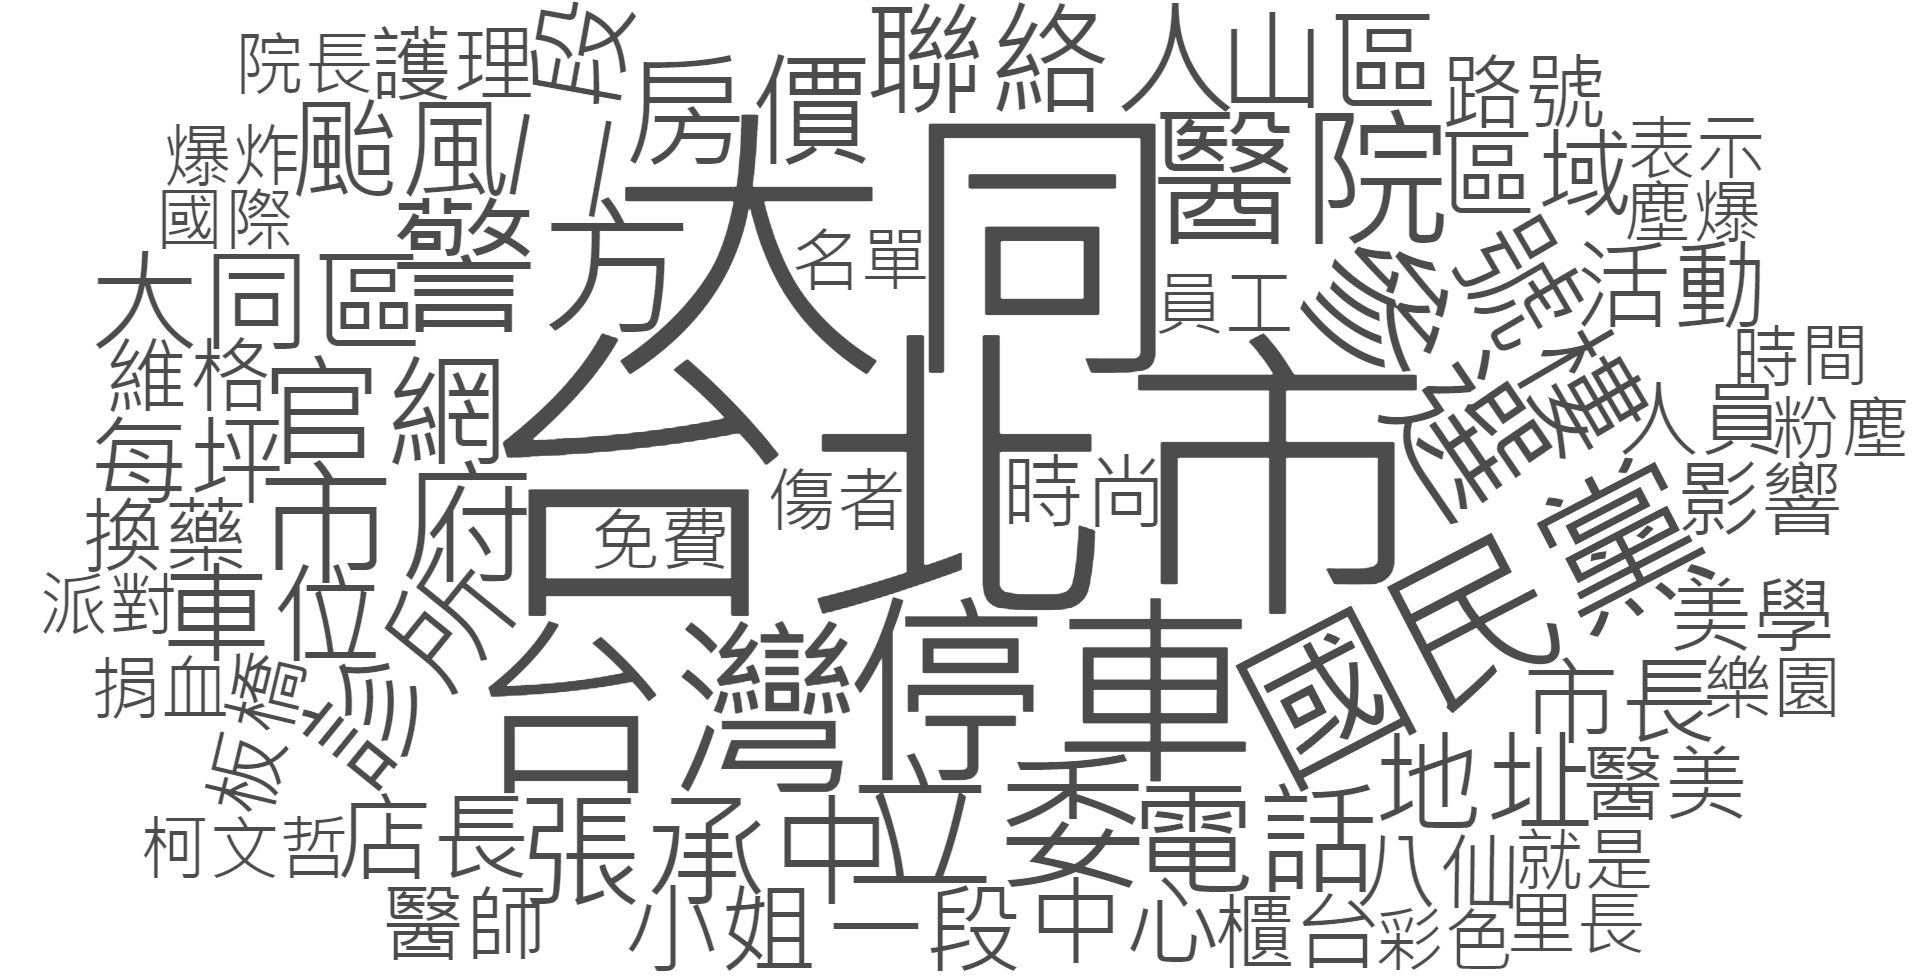 院長
護理
段
房價
聯絡人
山區
路號
爆炸
颱風
醫院
區域
表示
國際
警方
大同
塵爆
大同區
名單
員工
參選
號樓
活動
維格
官網
台北市
時間
每坪
人員
粉塵
市府
傷者
時尚
國民黨
影響
換藥
免費
派對
車位
診所
台灣
停車
美學
捐血
板橋
市長
樂園
地址
醫美
柯文哲
店長
張承中
立委
電話
八仙
就是
醫師
小姐
一段
中心
櫃台
彩色
里長